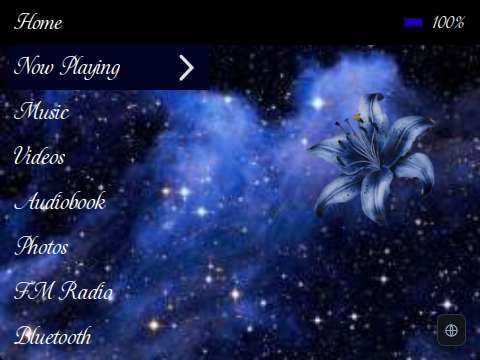 Home
100%
Now Playing
Music
Videos
Audiobook
Photos
FM Radio
Bluetooth